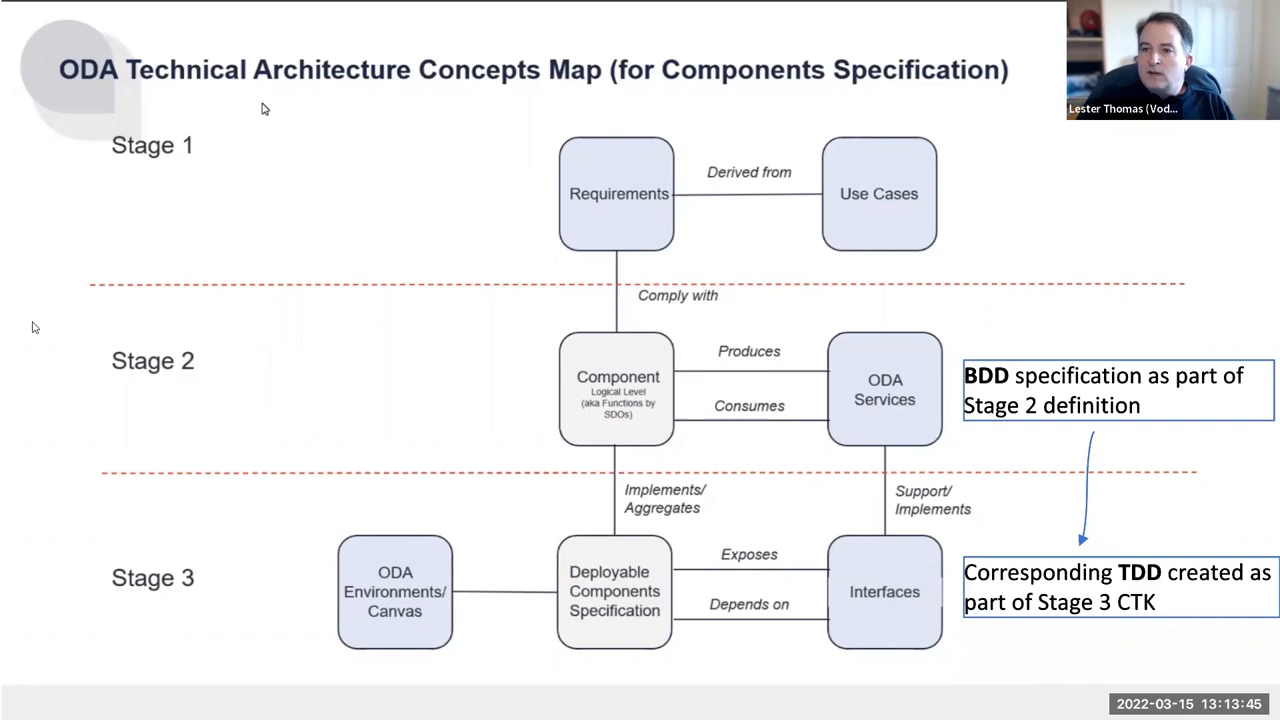 ODA Technical Architecture Concepts Map (for Components Specification)
Lester Thomas (Vod...
Stage 1
Requirements
Derived from
Use Cases
Comply with
Stage 2
Component
Logical Level
(aka Functions by
SDOs)
Produces
Consumes
ODA
Services
BDD specification as part of
Stage 2 definition
Implements/
Aggregates
Support/
Implements
Stage 3
ODA
Environments/
Canvas
Deployable
Components
Specification
Exposes
Depends on
Interfaces
Corresponding TDD created as
part of Stage 3 CTK
2022-03-15 13:13:45